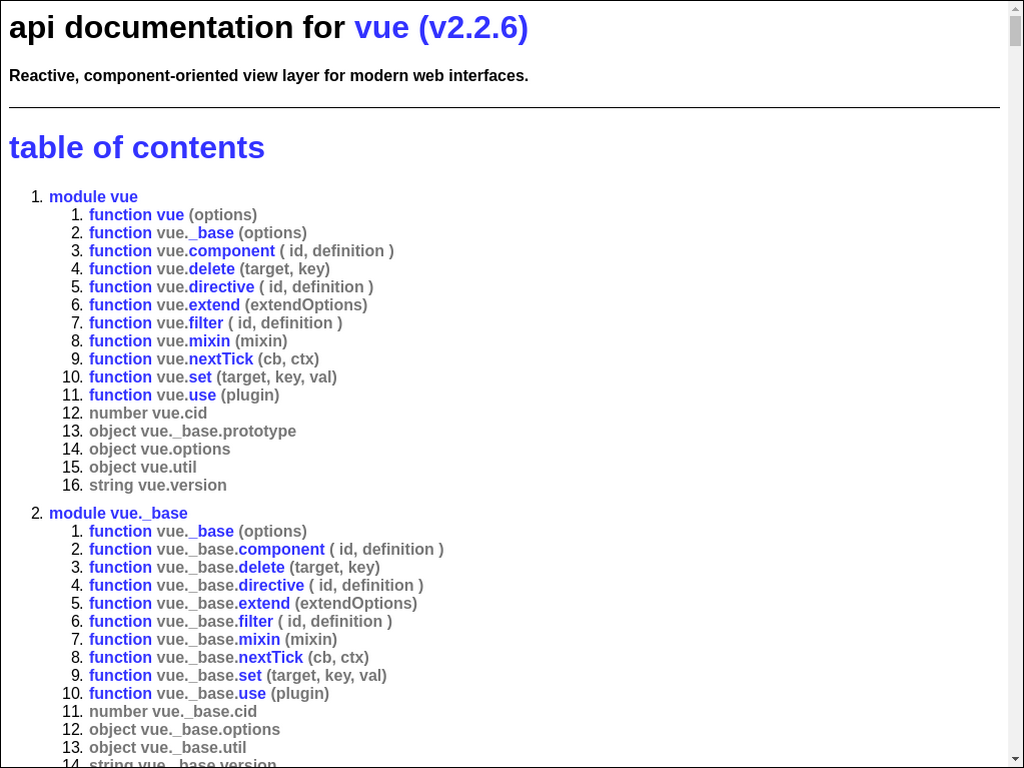 api documentation for vue (v2.2.6)
Reactive, component-oriented view layer for modern web interfaces.
table of contents
1. module vue
1. function vue (options)
2. function vue._base (options)
3. function vue.component ( id, definition )
4. function vue.delete (target, key)
5. function vue.directive ( id, definition )
6. function vue.extend (extendOptions)
7. function vue.filter ( id, definition )
8. function vue.mixin (mixin)
9. function vue.nextTick (cb, ctx)
10. function vue.set (target, key, val)
11. function vue.use (plugin)
12. number vue.cid
13. object vue._base.prototype
14. object vue.options
15. object vue.util
16. string vue.version
2. module vue._base
1. function vue._base (options)
2. function vue._base.component ( id, definition )
3. function vue._base.delete (target, key)
4. function vue._base.directive ( id, definition )
5. function vue._base.extend (extendOptions)
6. function vue._base.filter ( id, definition )
7. function vue._base.mixin (mixin)
8. function vue._base.nextTick (cb, ctx)
9. function vue._base.set (target, key, val)
10. function vue._base.use (plugin)
11. number vue._base.cid
12. object vue._base.options
13. object vue._base.util
14. string vue._base.version